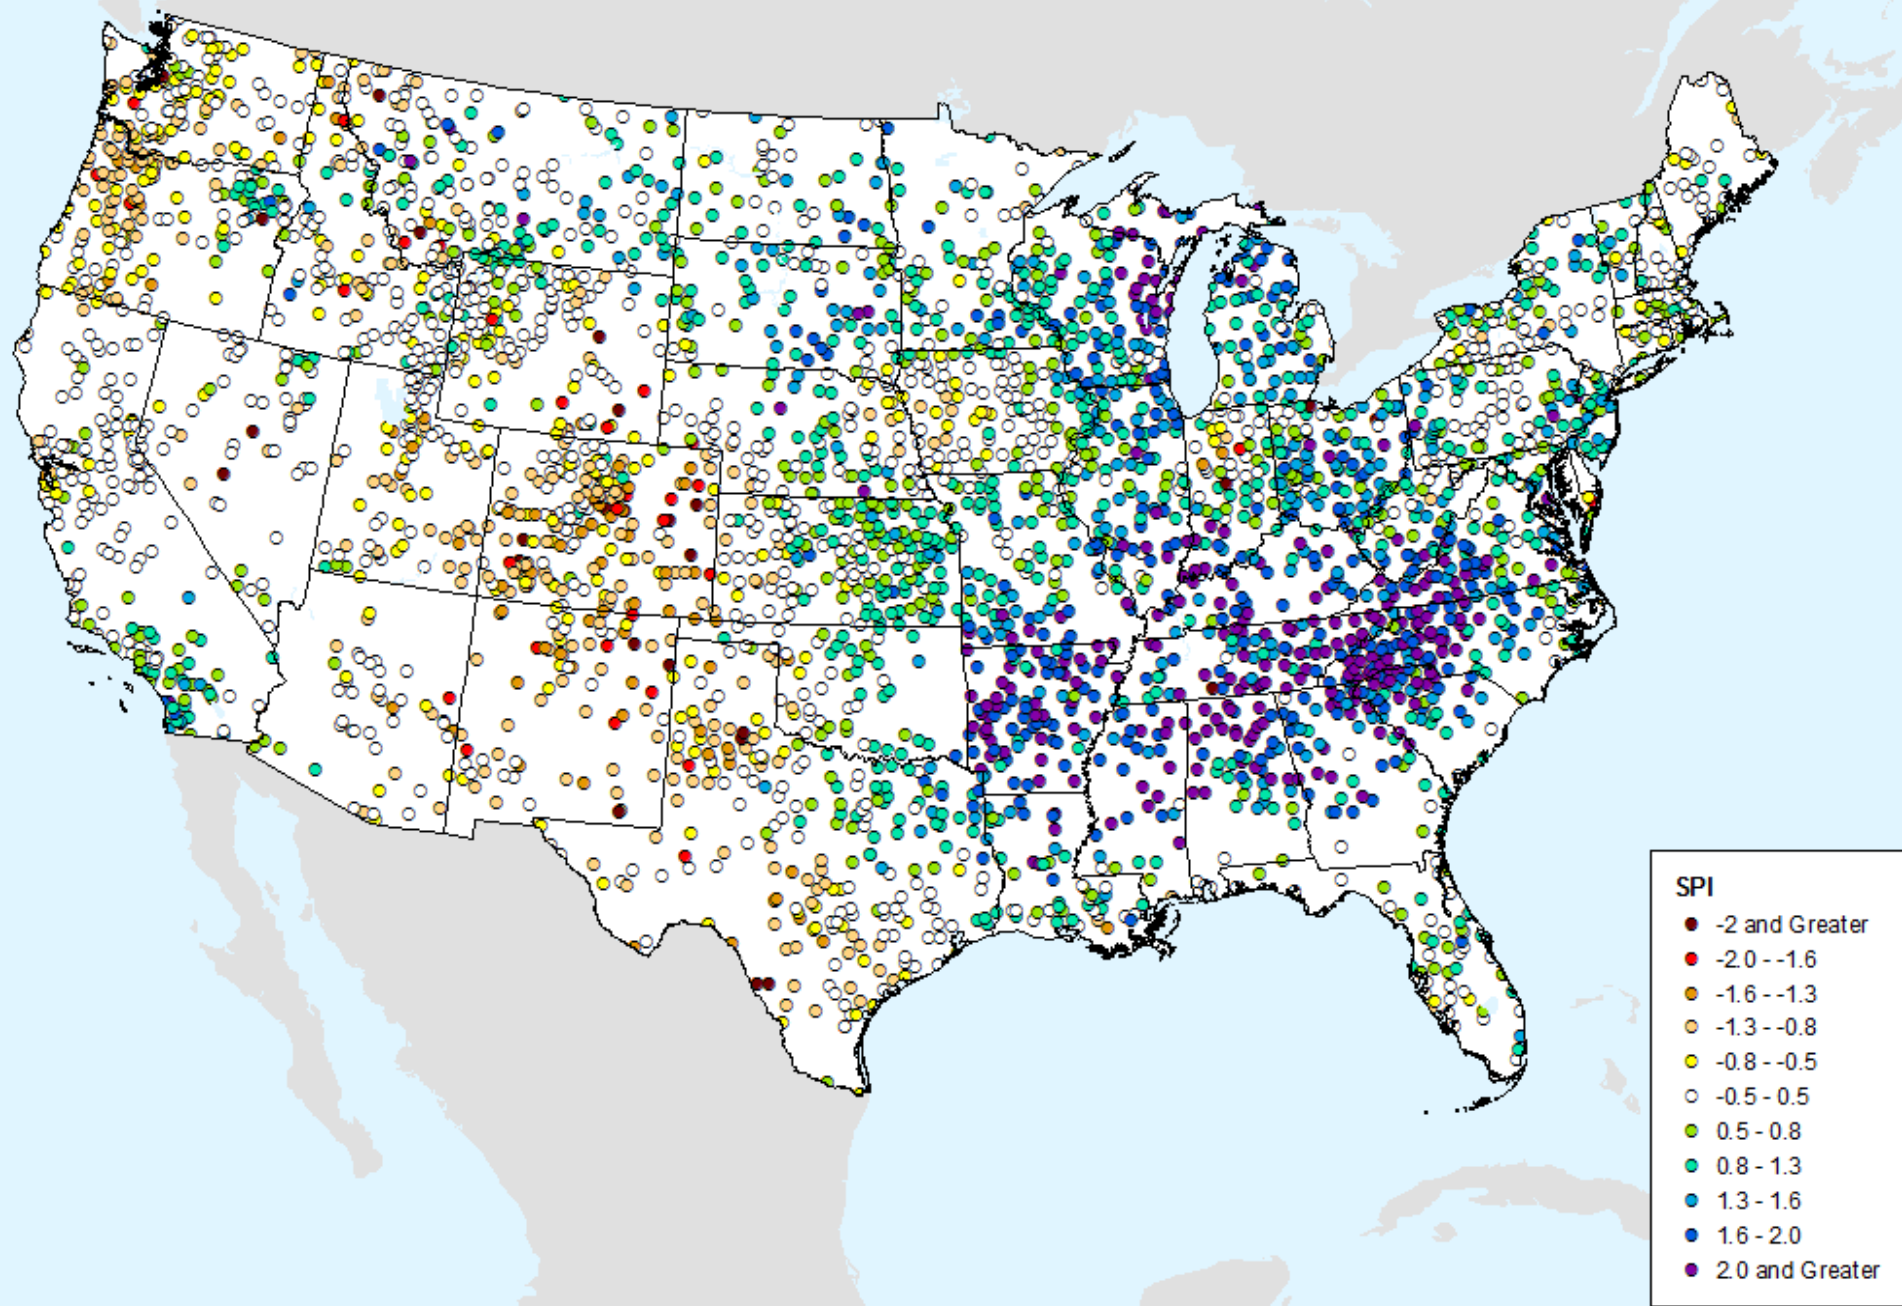 SPI
-2 and Greater
-2.0 - -1.6
-1.6 - -1.3
-1.3 - -0.8
-0.8 - -0.5
-0.5 - 0.5
0.5 - 0.8
0.8 - 1.3
1.3 - 1.6
1.6 - 2.0
2.0 and Greater